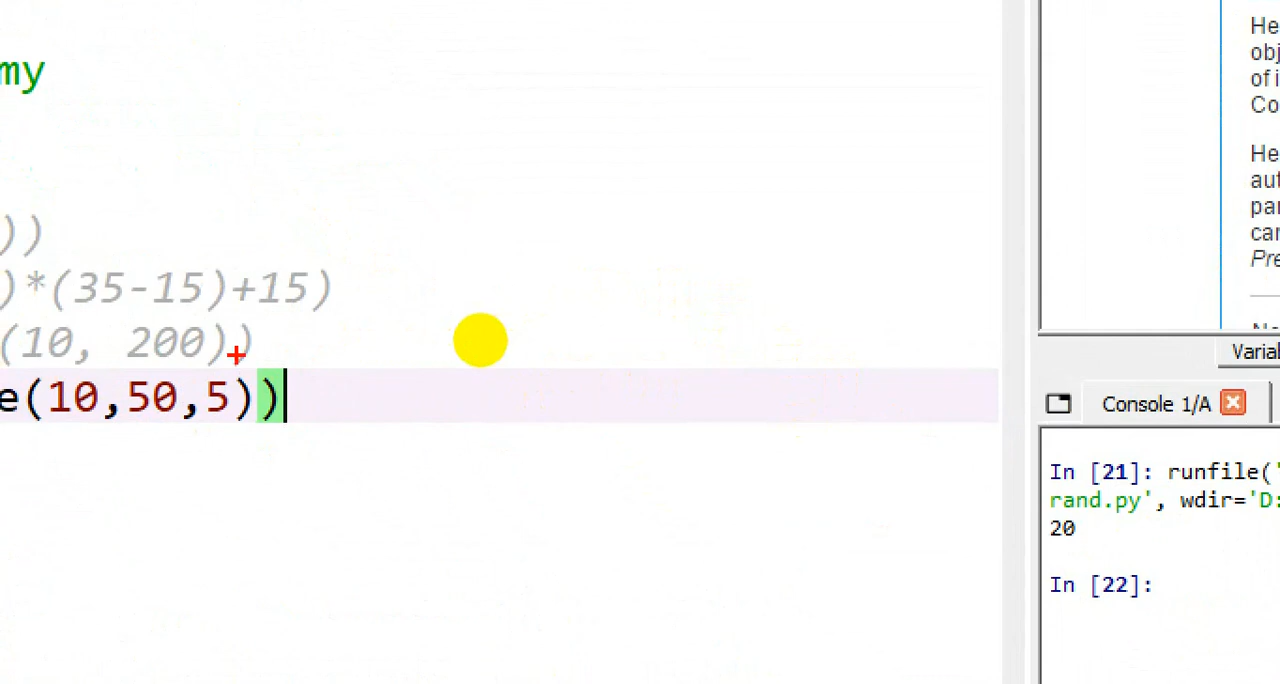 my
))
)*(35-15)+15)
(10, 200))
e(10,50,5))
He
obj
of i
Co
He
aut
par
car
Pre
Varial
Console 1/A
In [21]: runfile('
rand.py', wdir='D:
20
In [22]: